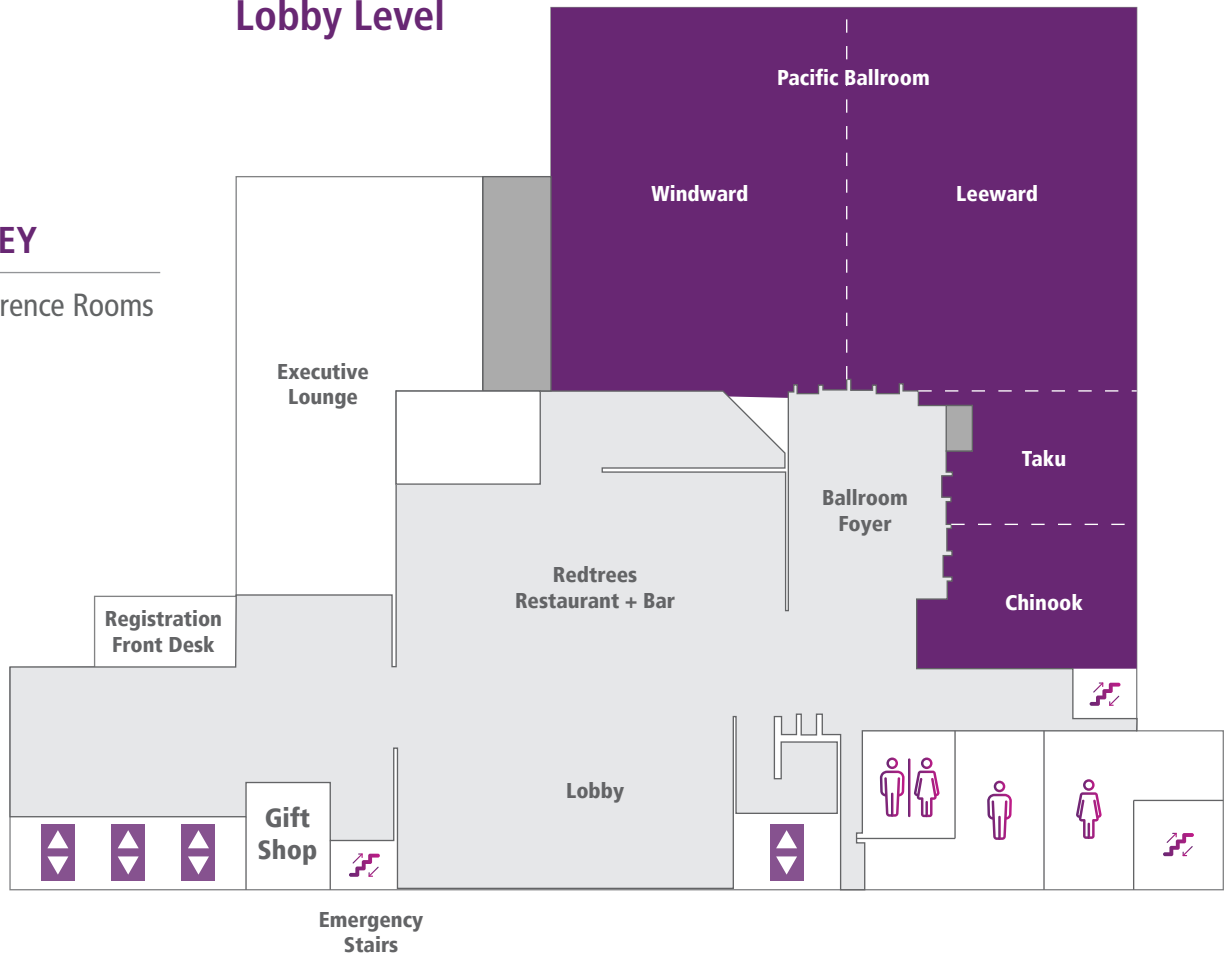 Lobby Level
Pacific Ballroom
Windward
Leeward
EY
rence Rooms
Executive
Lounge
Taku
Ballroom
Foyer
Redtrees
Restaurant + Bar
Chinook
Registration
Front Desk
Lobby
Gift
Shop
Emergency
Stairs